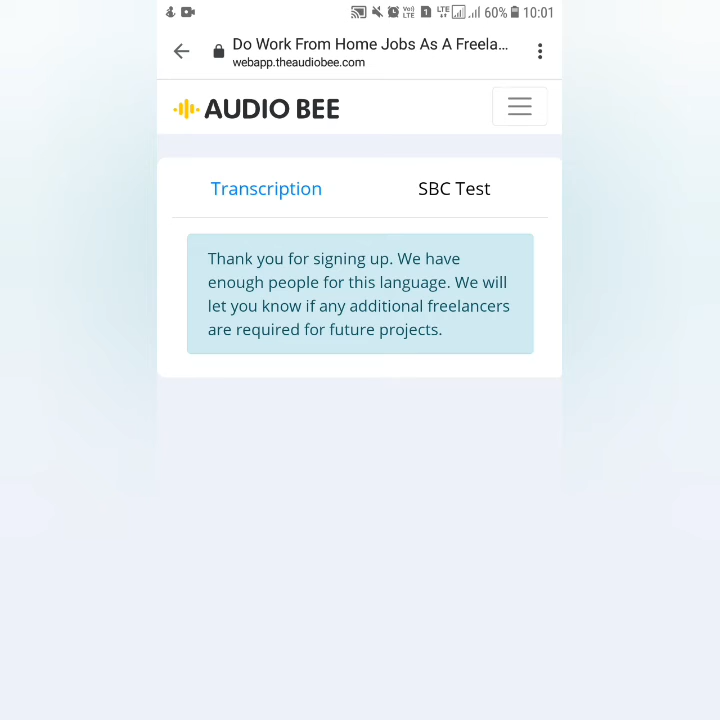 60% 10:01
Do Work From Home Jobs As A Freela...
webapp.theaudiobee.com
AUDIO BEE
Transcription SBC Test
Thank you for signing up. We have
enough people for this language. We will
let you know if any additional freelancers
are required for future projects.